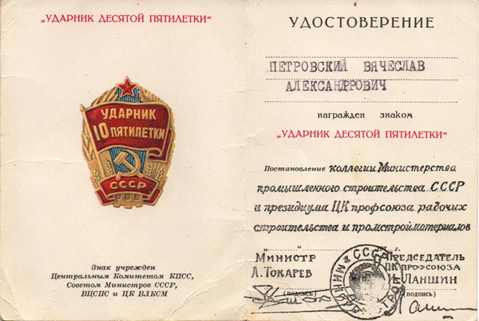 „УДАРНИК ДЕСЯТОЙ ПЯТИЛЕТКИ"
УДАРНИК
10 ПЯТИЛЕТКИ
СССР
Знак учрежден
Центральным Комитетом КПСС,
Советом Министров СССР,
ВЦСПС и ЦК ВЛКСМ
УДОСТОВЕРЕНИЕ
ПЕТРОВСКИЙ ВЯЧЕСЛАВ
АЛЕКСАНДРОВИЧ
награжден знаком
„УДАРНИК ДЕСЯТОЙ ПЯТИЛЕТКИ"
Постановление коллегии Министерства
промышленного строительства СССР
и президиума ЦК профсоюза рабочих
строительства и промстройматериалов
Министр
Л. Токарев
(подпись)
Председатель
ЦК профсоюза
Ланшин
(подпись)
СССР